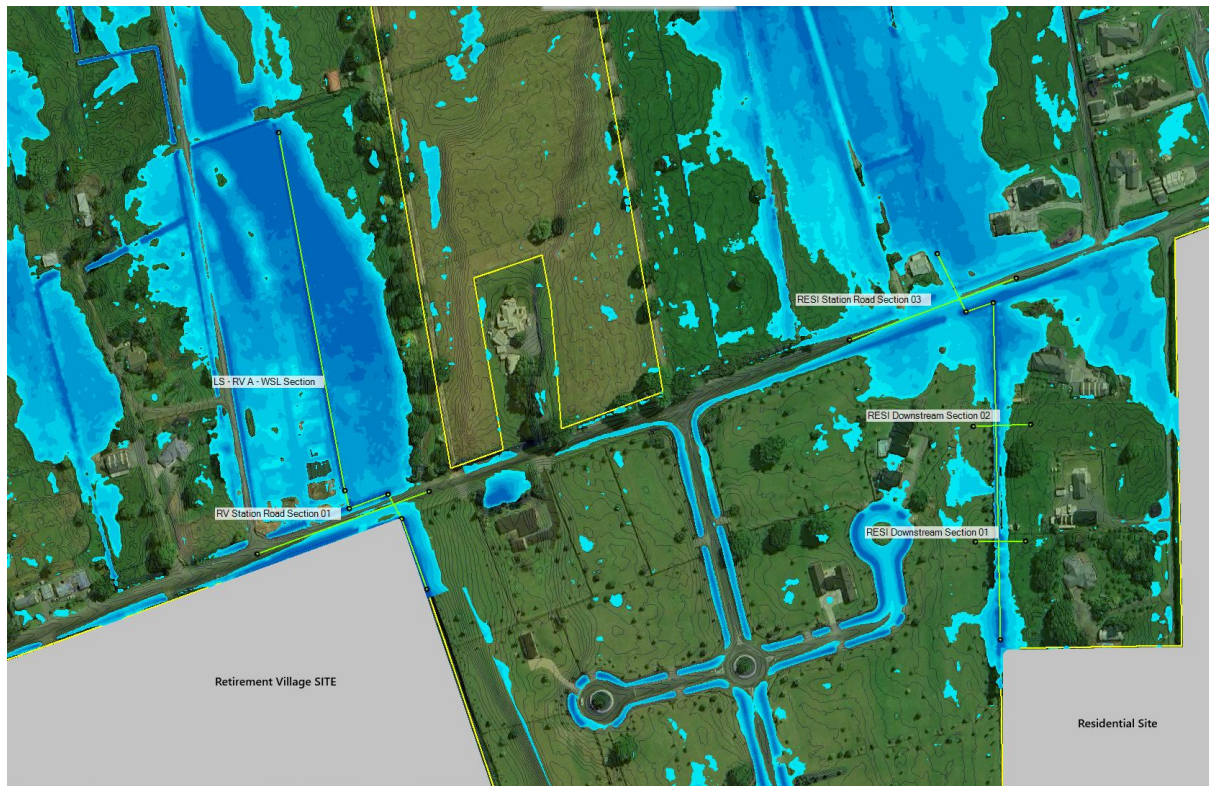 RESI Station Road Section 03
LS - RV A - WSL Section
RESI Downstream Section 02
RV Station Road Section 01
RESI Downstream Section 01
Retirement Village SITE
Residential Site